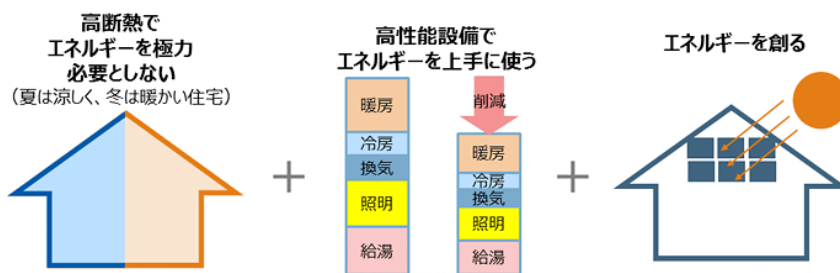 高断熱で
エネルギーを極力
必要としない
（夏は涼しく、冬は暖かい住宅）
高性能設備で
エネルギーを上手に使う
暖房
冷房
換気
照明
給湯
削減
暖房
冷房
換気
照明
給湯
エネルギーを創る